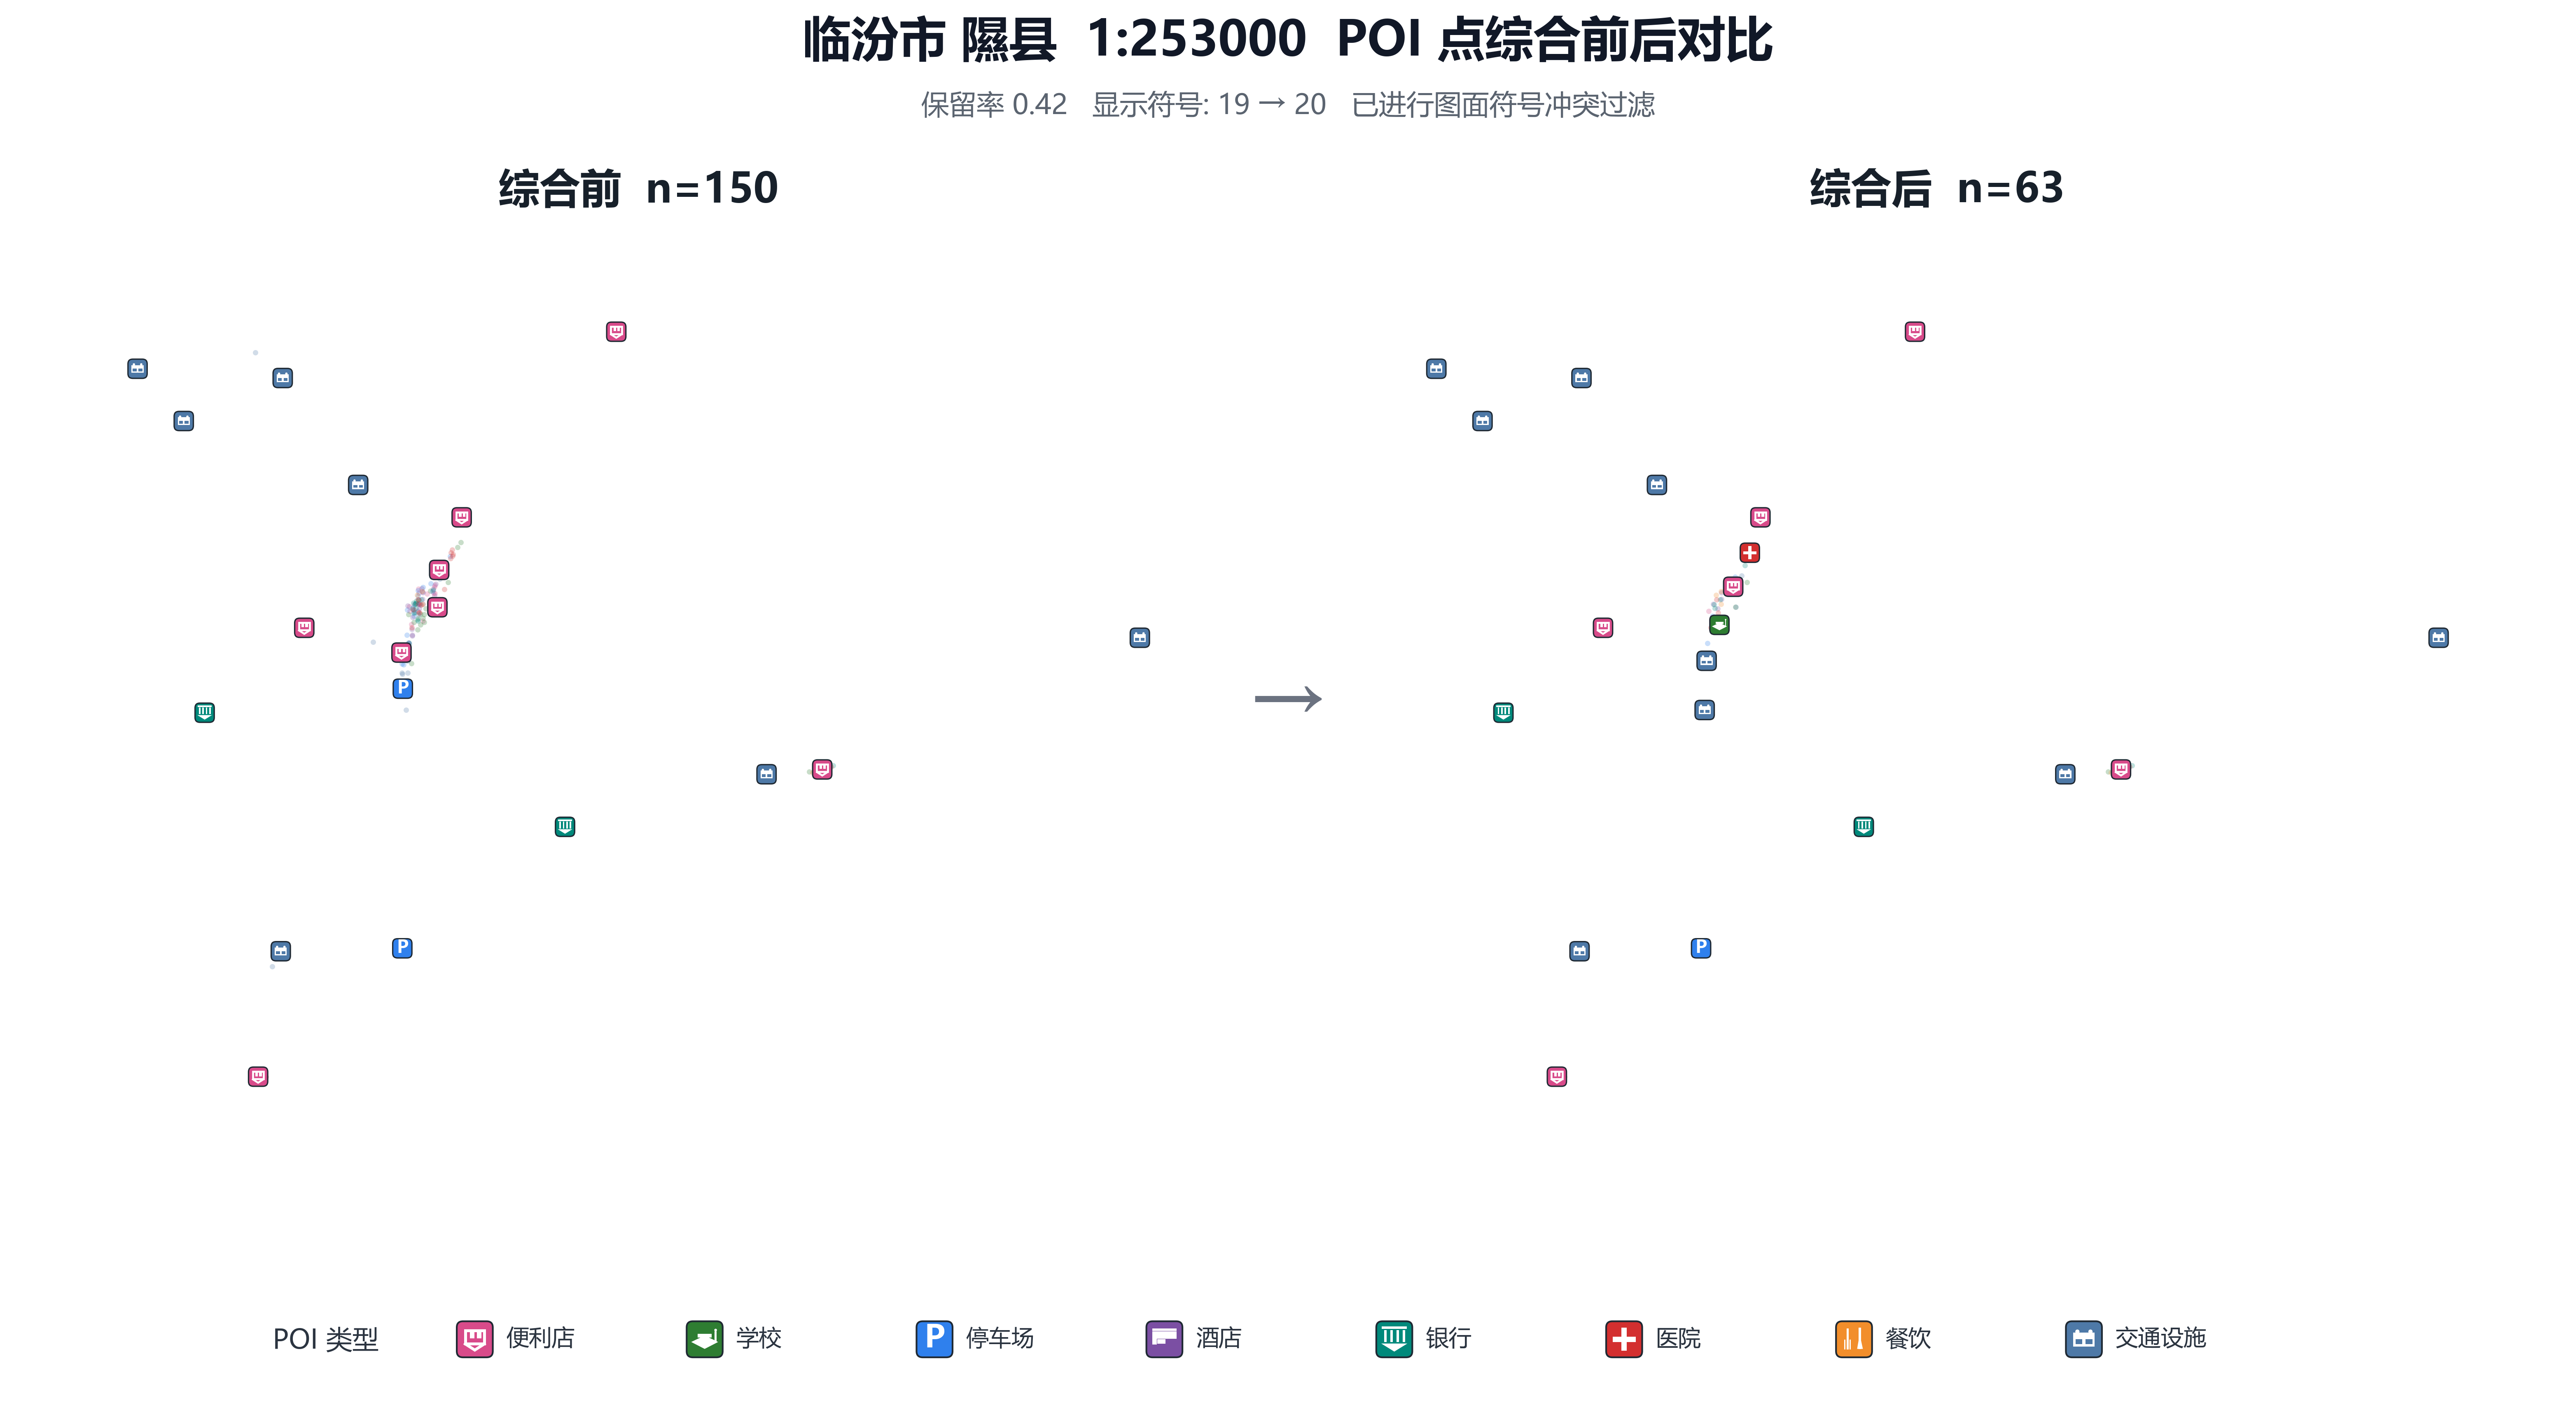 临汾市 隰县 1:253000 POI 点综合前后对比
保留率 0.42 显示符号: 19 → 20 已进行图面符号冲突过滤
综合前 n=150
综合后 n=63
→
POI 类型 便利店 学校 P 停车场 酒店 银行 医院 餐饮 交通设施